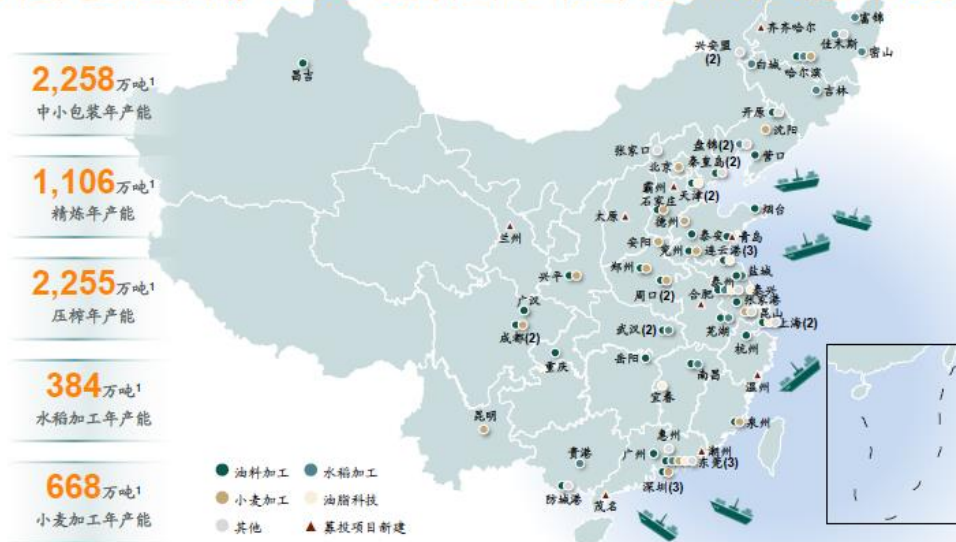 2,258万吨¹
中小包装年产能
1,106万吨¹
精炼年产能
2,255万吨¹
压榨年产能
384万吨¹
水稻加工年产能
668万吨¹
小麦加工年产能
昌吉
富锦
齐齐哈尔
佳木斯
兴安盟
(2)
白城
哈尔滨
密山
吉林
开原
沈阳
盘锦(2)
营口
张家口
秦皇岛
(2)
北京
霸州
天津(2)
石家庄
太原
德州
烟台
兰州
泰安
青岛
安阳
兖州
连云港(3)
兴平
郑州
盐城
周口(2)
合肥
泰州
泰兴
张家港
广汉
昆山
成都(2)
武汉(2)
芜湖
上海(2)
杭州
重庆
岳阳
南昌
宜春
温州
昆明
泉州
惠州
贵港
广州
潮州
东莞(3)
防城港
深圳(3)
茂名
油料加工
水稻加工
小麦加工
油脂科技
其他
募投项目新建